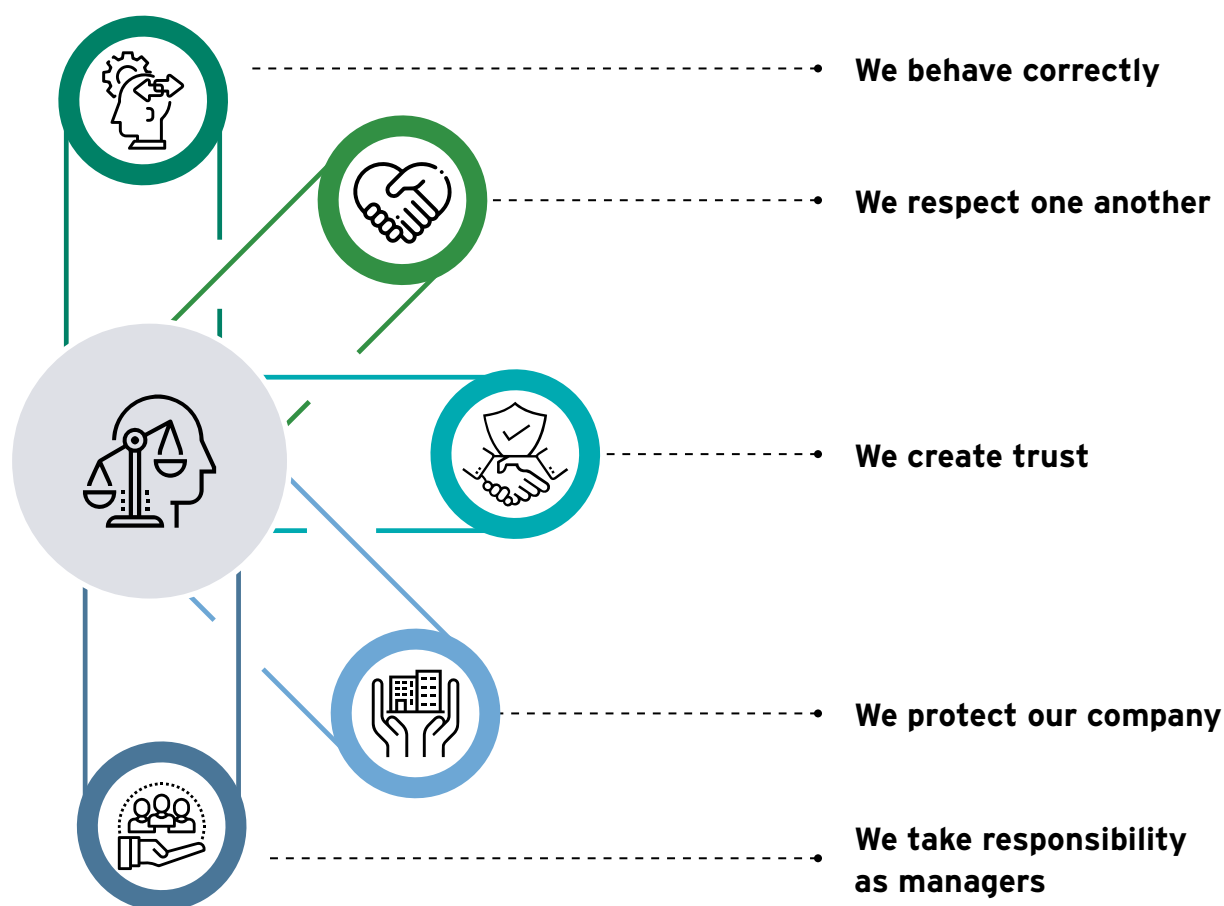 We behave correctly
We respect one another
We create trust
We protect our company
We take responsibility
as managers